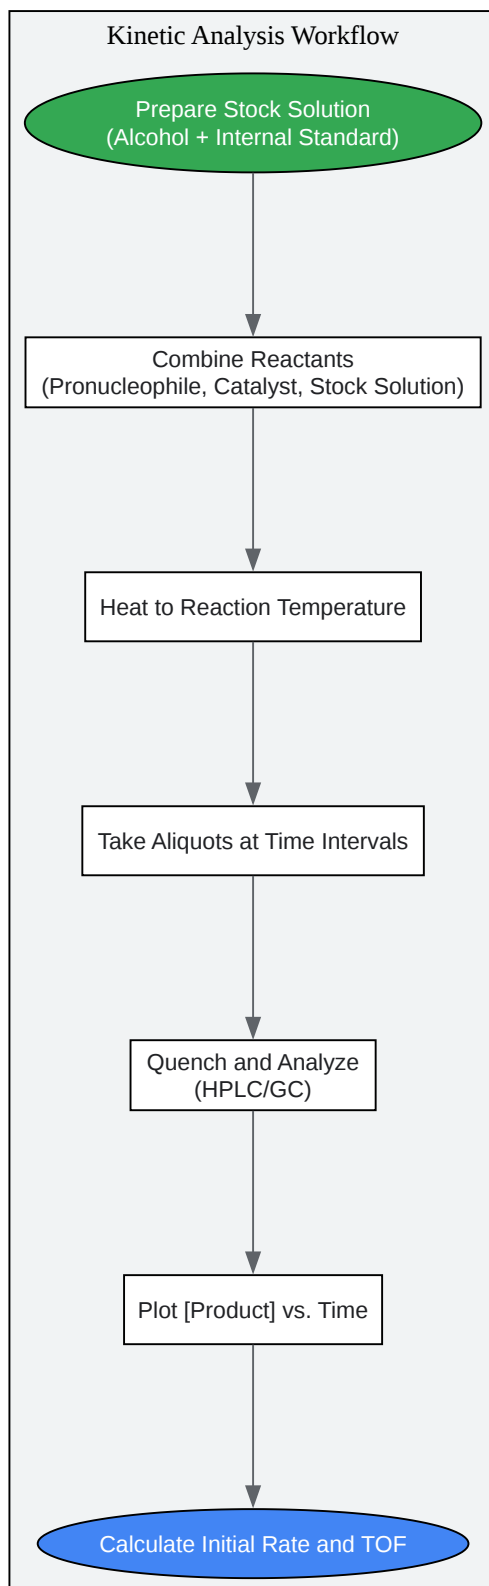 Kinetic Analysis Workflow
Prepare Stock Solution
(Alcohol + Internal Standard)
Combine Reactants
(Pronucleophile, Catalyst, Stock Solution)
Heat to Reaction Temperature
Take Aliquots at Time Intervals
Quench and Analyze
(HPLC/GC)
Plot [Product] vs. Time
Calculate Initial Rate and TOF